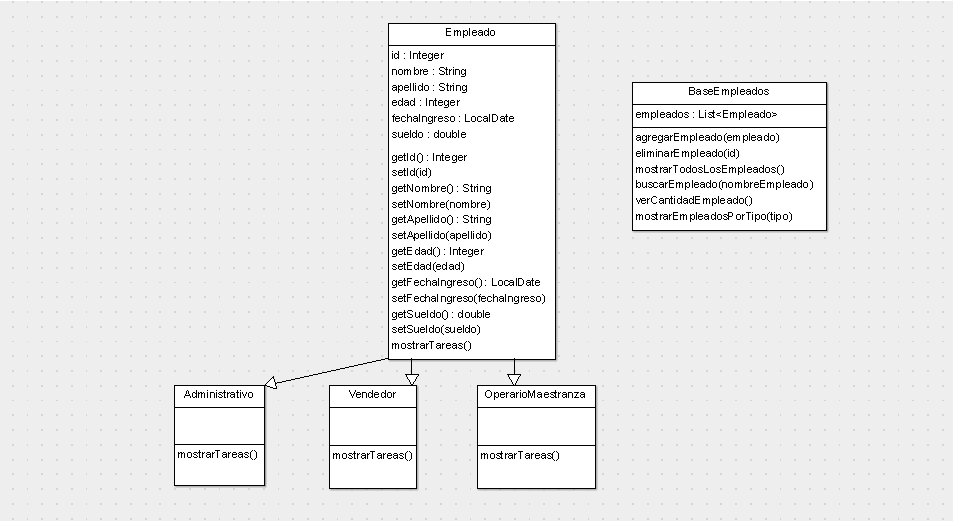 Empleado
id : Integer
nombre : String
apellido : String
edad : Integer
fechaIngreso : LocalDate
sueldo : double
getId() : Integer
setId(id)
getNombre() : String
setNombre(nombre)
getApellido() : String
setApellido(apellido)
getEdad() : Integer
setEdad(edad)
getFechaIngreso() : LocalDate
setFechaIngreso(fechaIngreso)
getSueldo() : double
setSueldo(sueldo)
mostrarTareas()
BaseEmpleados
empleados : List<Empleado>
agregarEmpleado(empleado)
eliminarEmpleado(id)
mostrarTodosLosEmpleados()
buscarEmpleado(nombreEmpleado)
verCantidadEmpleado()
mostrarEmpleadosPorTipo(tipo)
Administrativo
mostrarTareas()
Vendedor
mostrarTareas()
OperarioMaestranza
mostrarTareas()